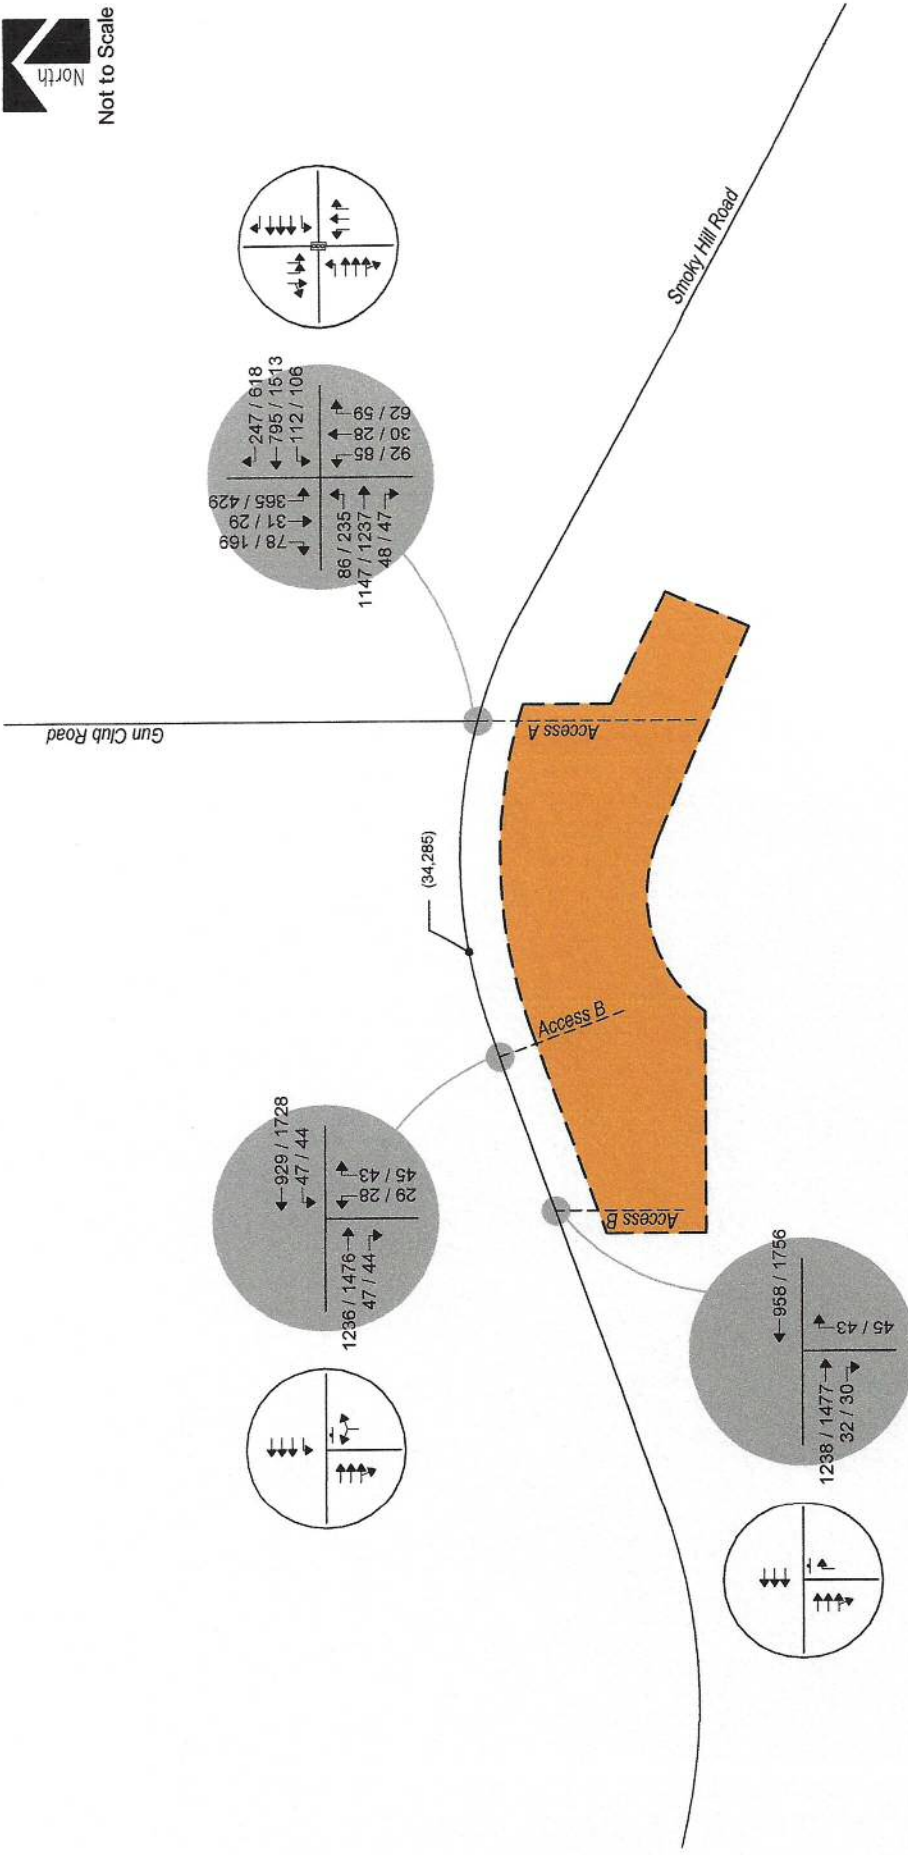 North
Not to Scale
247 / 618
795 / 1513
112 / 106
365 / 429
31 / 29
78 / 169
86 / 235
1147 / 1237
48 / 47
92 / 85
30 / 28
62 / 59
Smoky Hill Road
Gun Club Road
Access A
(34,285)
Access B
929 / 1728
47 / 44
1236 / 1476
47 / 44
29 / 28
45 / 43
Access B
958 / 1756
1238 / 1477
32 / 30
45 / 43